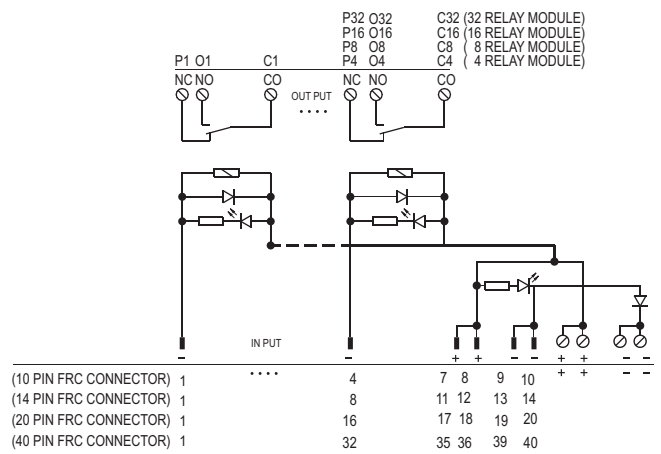 P32 O32 C32 (32 RELAY MODULE)
P16 O16 C16 (16 RELAY MODULE)
P8 O8 C8 ( 8 RELAY MODULE)
P1 O1 C1 P4 O4 C4 ( 4 RELAY MODULE)
NC NO CO NC NO CO
OUT PUT
IN PUT
– – + + – – + + – –
(10 PIN FRC CONNECTOR) 1 4 7 8 9 10
(14 PIN FRC CONNECTOR) 1 8 11 12 13 14
(20 PIN FRC CONNECTOR) 1 16 17 18 19 20
(40 PIN FRC CONNECTOR) 1 32 35 36 39 40